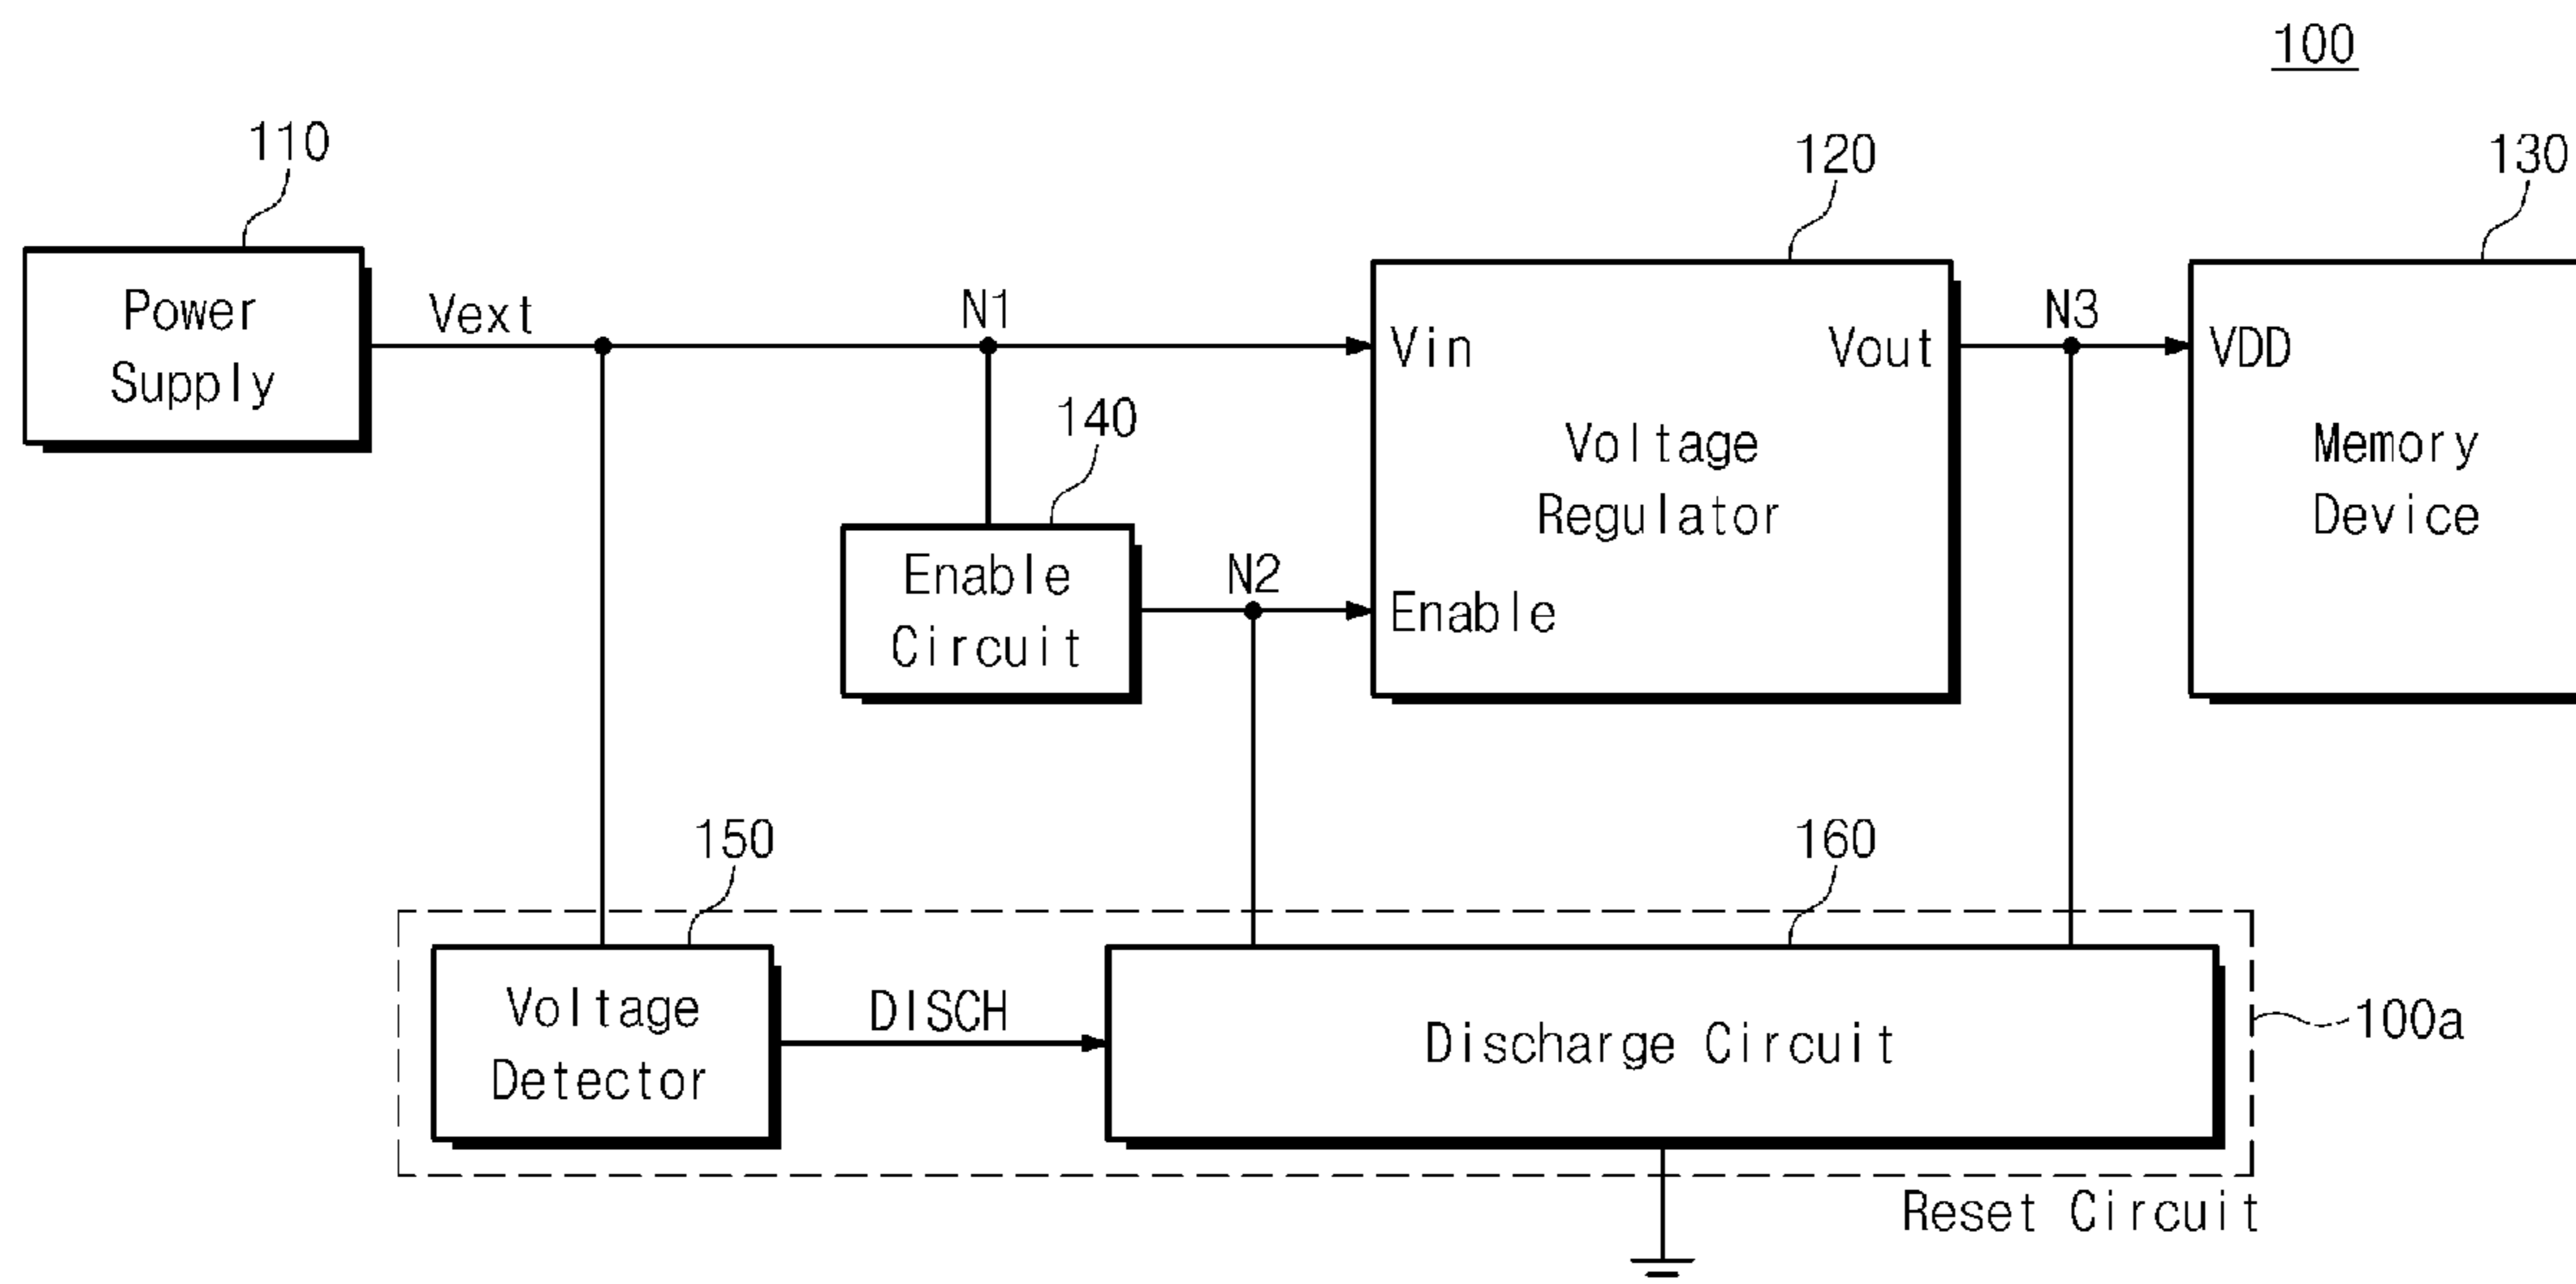 100
110
120
130
Power
Supply
Vext
N1
Vin
Vout
N3
VDD
140
Voltage
Regulator
Memory
Device
Enable
Circuit
N2
Enable
150
160
Voltage
Detector
DISCH
Discharge Circuit
100a
Reset Circuit